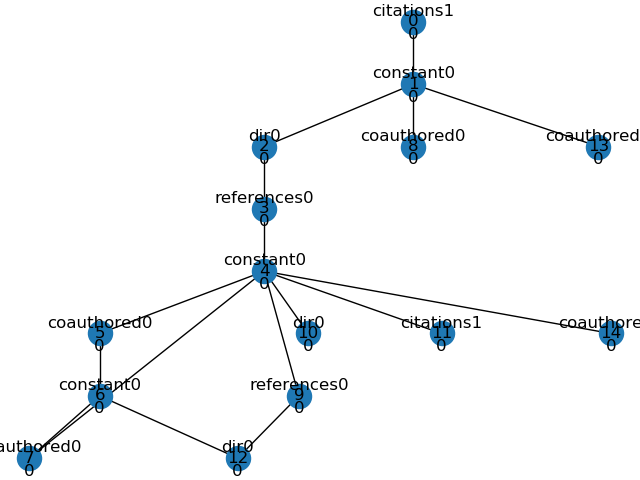 citations1
0
0
constant0
1
0
dir0
2
0
coauthored0
8
0
coauthored
13
0
references0
3
0
constant0
4
0
coauthored0
5
0
dir0
10
0
citations1
11
0
coauthore
14
0
constant0
6
0
references0
9
0
authored0
7
0
dir0
12
0